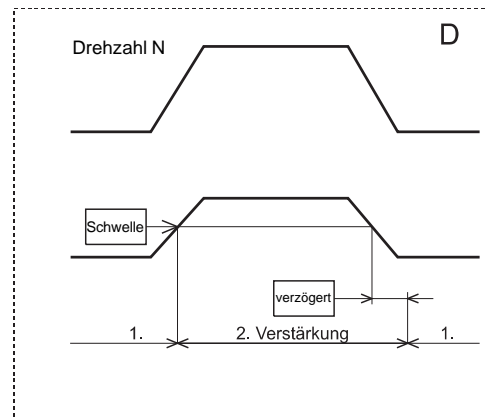 D
Drehzahl N
Schwelle
verzögert
1. 2. Verstärkung 1.